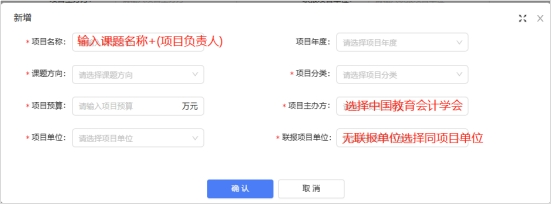 新增
* 项目名称: 输入课题名称+(项目负责人)
项目年度: 请选择项目年度
* 课题方向: 请选择课题方向
* 项目分类: 请选择项目分类
* 项目预算: 请输入项目预算 万元
* 项目主办方: 选择中国教育会计学会
* 项目单位: 请选择项目单位
* 联报项目单位: 无联报单位选择同项目单位
确认
取消